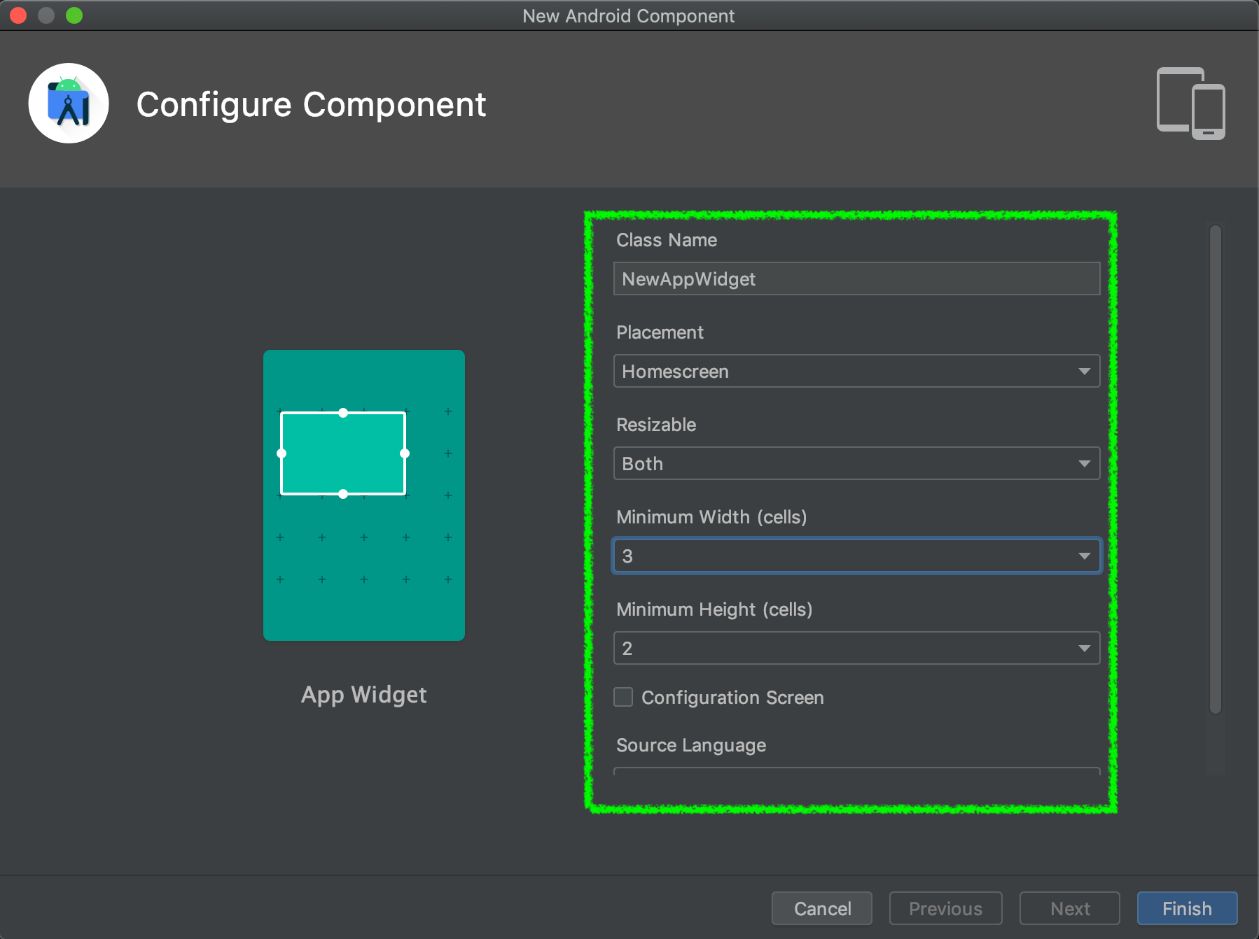 New Android Component
Configure Component
Class Name
NewAppWidget
Placement
Homescreen
Resizable
Both
Minimum Width (cells)
3
Minimum Height (cells)
2
Configuration Screen
Source Language
App Widget
Cancel
Previous
Next
Finish